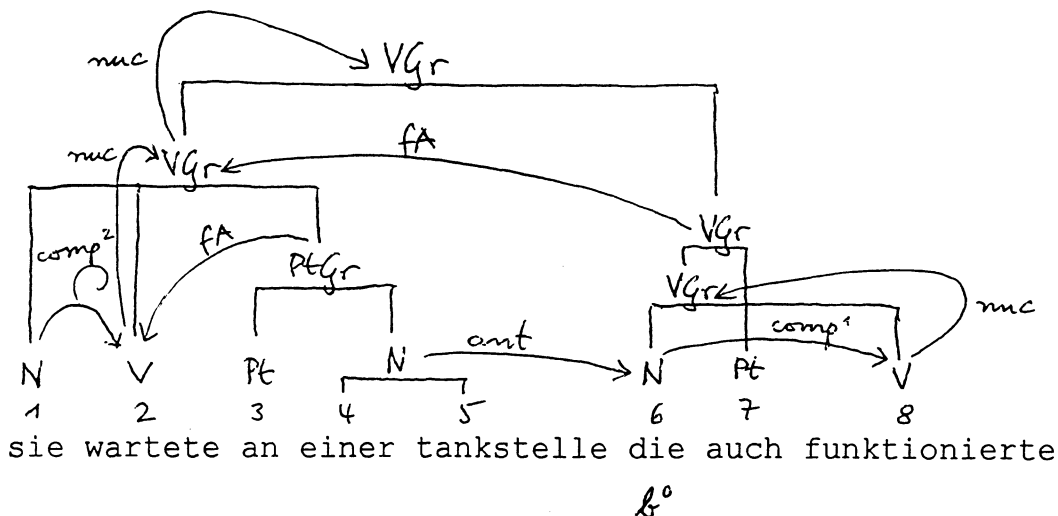 nuc VGr
nuc VGr fA
comp² fA VGr
PtGr VGr nuc
ant comp¹
N V Pt N N Pt V
1 2 3 4 5 6 7 8
sie wartete an einer tankstelle die auch funktionierte
b°